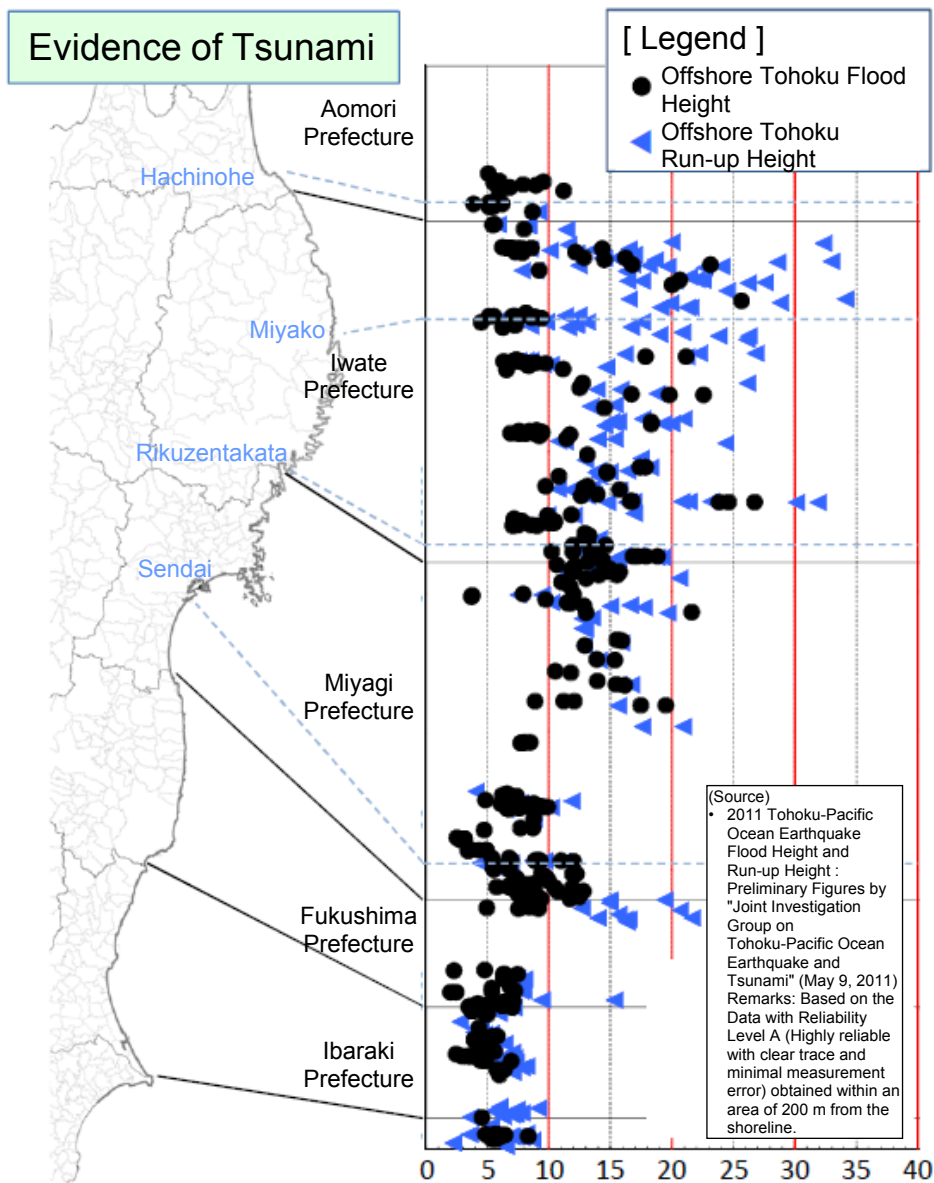 Evidence of Tsunami
[ Legend ]
Offshore Tohoku Flood
Height
Offshore Tohoku
Run-up Height
Aomori
Prefecture
Hachinohe
Miyako
Iwate
Prefecture
Rikuzentakata
Sendai
Miyagi
Prefecture
Fukushima
Prefecture
Ibaraki
Prefecture
(Source)
• 2011 Tohoku-Pacific
Ocean Earthquake
Flood Height and
Run-up Height :
Preliminary Figures by
"Joint Investigation
Group on
Tohoku-Pacific Ocean
Earthquake and
Tsunami" (May 9, 2011)
Remarks: Based on the
Data with Reliability
Level A (Highly reliable
with clear trace and
minimal measurement
error) obtained within an
area of 200 m from the
shoreline.
0 5 10 15 20 25 30 35 40